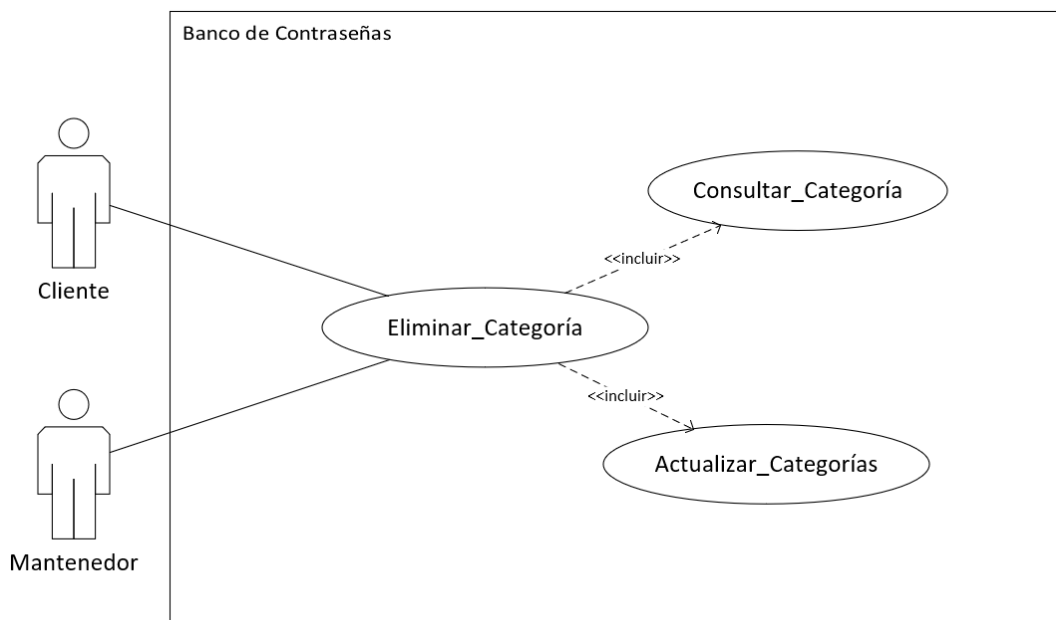 Banco de Contraseñas
Consultar_Categoría
<<incluir>>
Cliente
Eliminar_Categoría
<<incluir>>
Actualizar_Categorías
Mantenedor